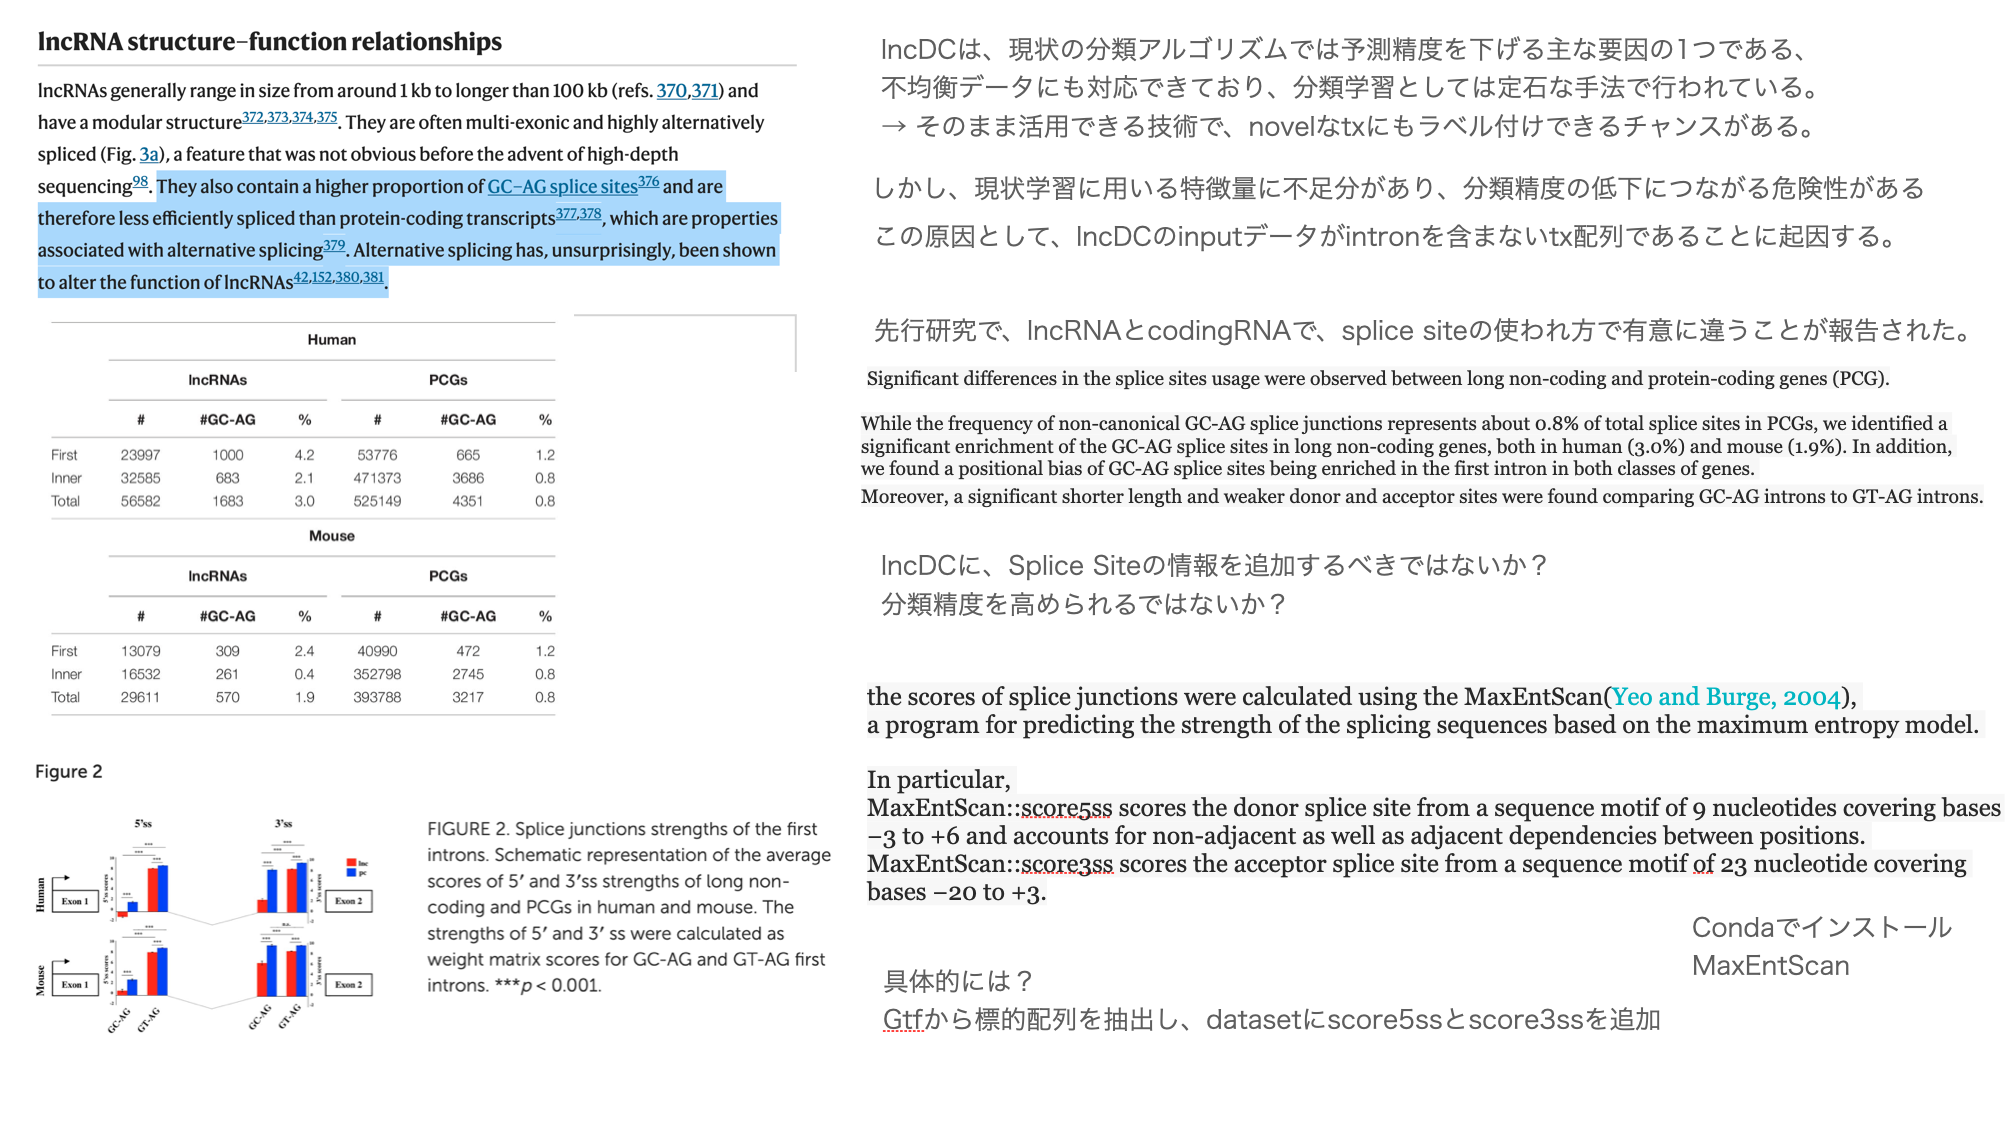 lncRNA structure–function relationships
lncRNAs generally range in size from around 1 kb to longer than 100 kb (refs. 370,371) and
have a modular structure372,373,374,375. They are often multi-exonic and highly alternatively
spliced (Fig. 3a), a feature that was not obvious before the advent of high-depth
sequencing98. They also contain a higher proportion of GC–AG splice sites376 and are
therefore less efficiently spliced than protein-coding transcripts377,378, which are properties
associated with alternative splicing379. Alternative splicing has, unsurprisingly, been shown
to alter the function of lncRNAs42,152,380,381.
Human
lncRNAs PCGs
# #GC-AG % # #GC-AG %
First 23997 1000 4.2 53776 665 1.2
Inner 32585 683 2.1 471373 3686 0.8
Total 56582 1683 3.0 525149 4351 0.8
Mouse
lncRNAs PCGs
# #GC-AG % # #GC-AG %
First 13079 309 2.4 40990 472 1.2
Inner 16532 261 0.4 352798 2745 0.8
Total 29611 570 1.9 393788 3217 0.8
Figure 2
5'ss 3'ss
lnc
pc
Human
Exon 1
5'ss scores
3'ss scores
Exon 2
Mouse
Exon 1
5'ss scores
3'ss scores
Exon 2
GC-AG GT-AG GC-AG GT-AG
FIGURE 2. Splice junctions strengths of the first
introns. Schematic representation of the average
scores of 5′ and 3′ss strengths of long non-
coding and PCGs in human and mouse. The
strengths of 5′ and 3′ ss were calculated as
weight matrix scores for GC-AG and GT-AG first
introns. ***p < 0.001.
lncDCは、現状の分類アルゴリズムでは予測精度を下げる主な要因の1つである、
不均衡データにも対応できており、分類学習としては定石な手法で行われている。
→ そのまま活用できる技術で、novelなtxにもラベル付けできるチャンスがある。
しかし、現状学習に用いる特徴量に不足分があり、分類精度の低下につながる危険性がある
この原因として、lncDCのinputデータがintronを含まないtx配列であることに起因する。
先行研究で、lncRNAとcodingRNAで、splice siteの使われ方で有意に違うことが報告された。
Significant differences in the splice sites usage were observed between long non-coding and protein-coding genes (PCG).
While the frequency of non-canonical GC-AG splice junctions represents about 0.8% of total splice sites in PCGs, we identified a
significant enrichment of the GC-AG splice sites in long non-coding genes, both in human (3.0%) and mouse (1.9%). In addition,
we found a positional bias of GC-AG splice sites being enriched in the first intron in both classes of genes.
Moreover, a significant shorter length and weaker donor and acceptor sites were found comparing GC-AG introns to GT-AG introns.
lncDCに、Splice Siteの情報を追加するべきではないか？
分類精度を高められるではないか？
the scores of splice junctions were calculated using the MaxEntScan(Yeo and Burge, 2004),
a program for predicting the strength of the splicing sequences based on the maximum entropy model.
In particular,
MaxEntScan::score5ss scores the donor splice site from a sequence motif of 9 nucleotides covering bases
−3 to +6 and accounts for non-adjacent as well as adjacent dependencies between positions.
MaxEntScan::score3ss scores the acceptor splice site from a sequence motif of 23 nucleotide covering
bases −20 to +3.
Condaでインストール
MaxEntScan
具体的には？
Gtfから標的配列を抽出し、datasetにscore5ssとscore3ssを追加